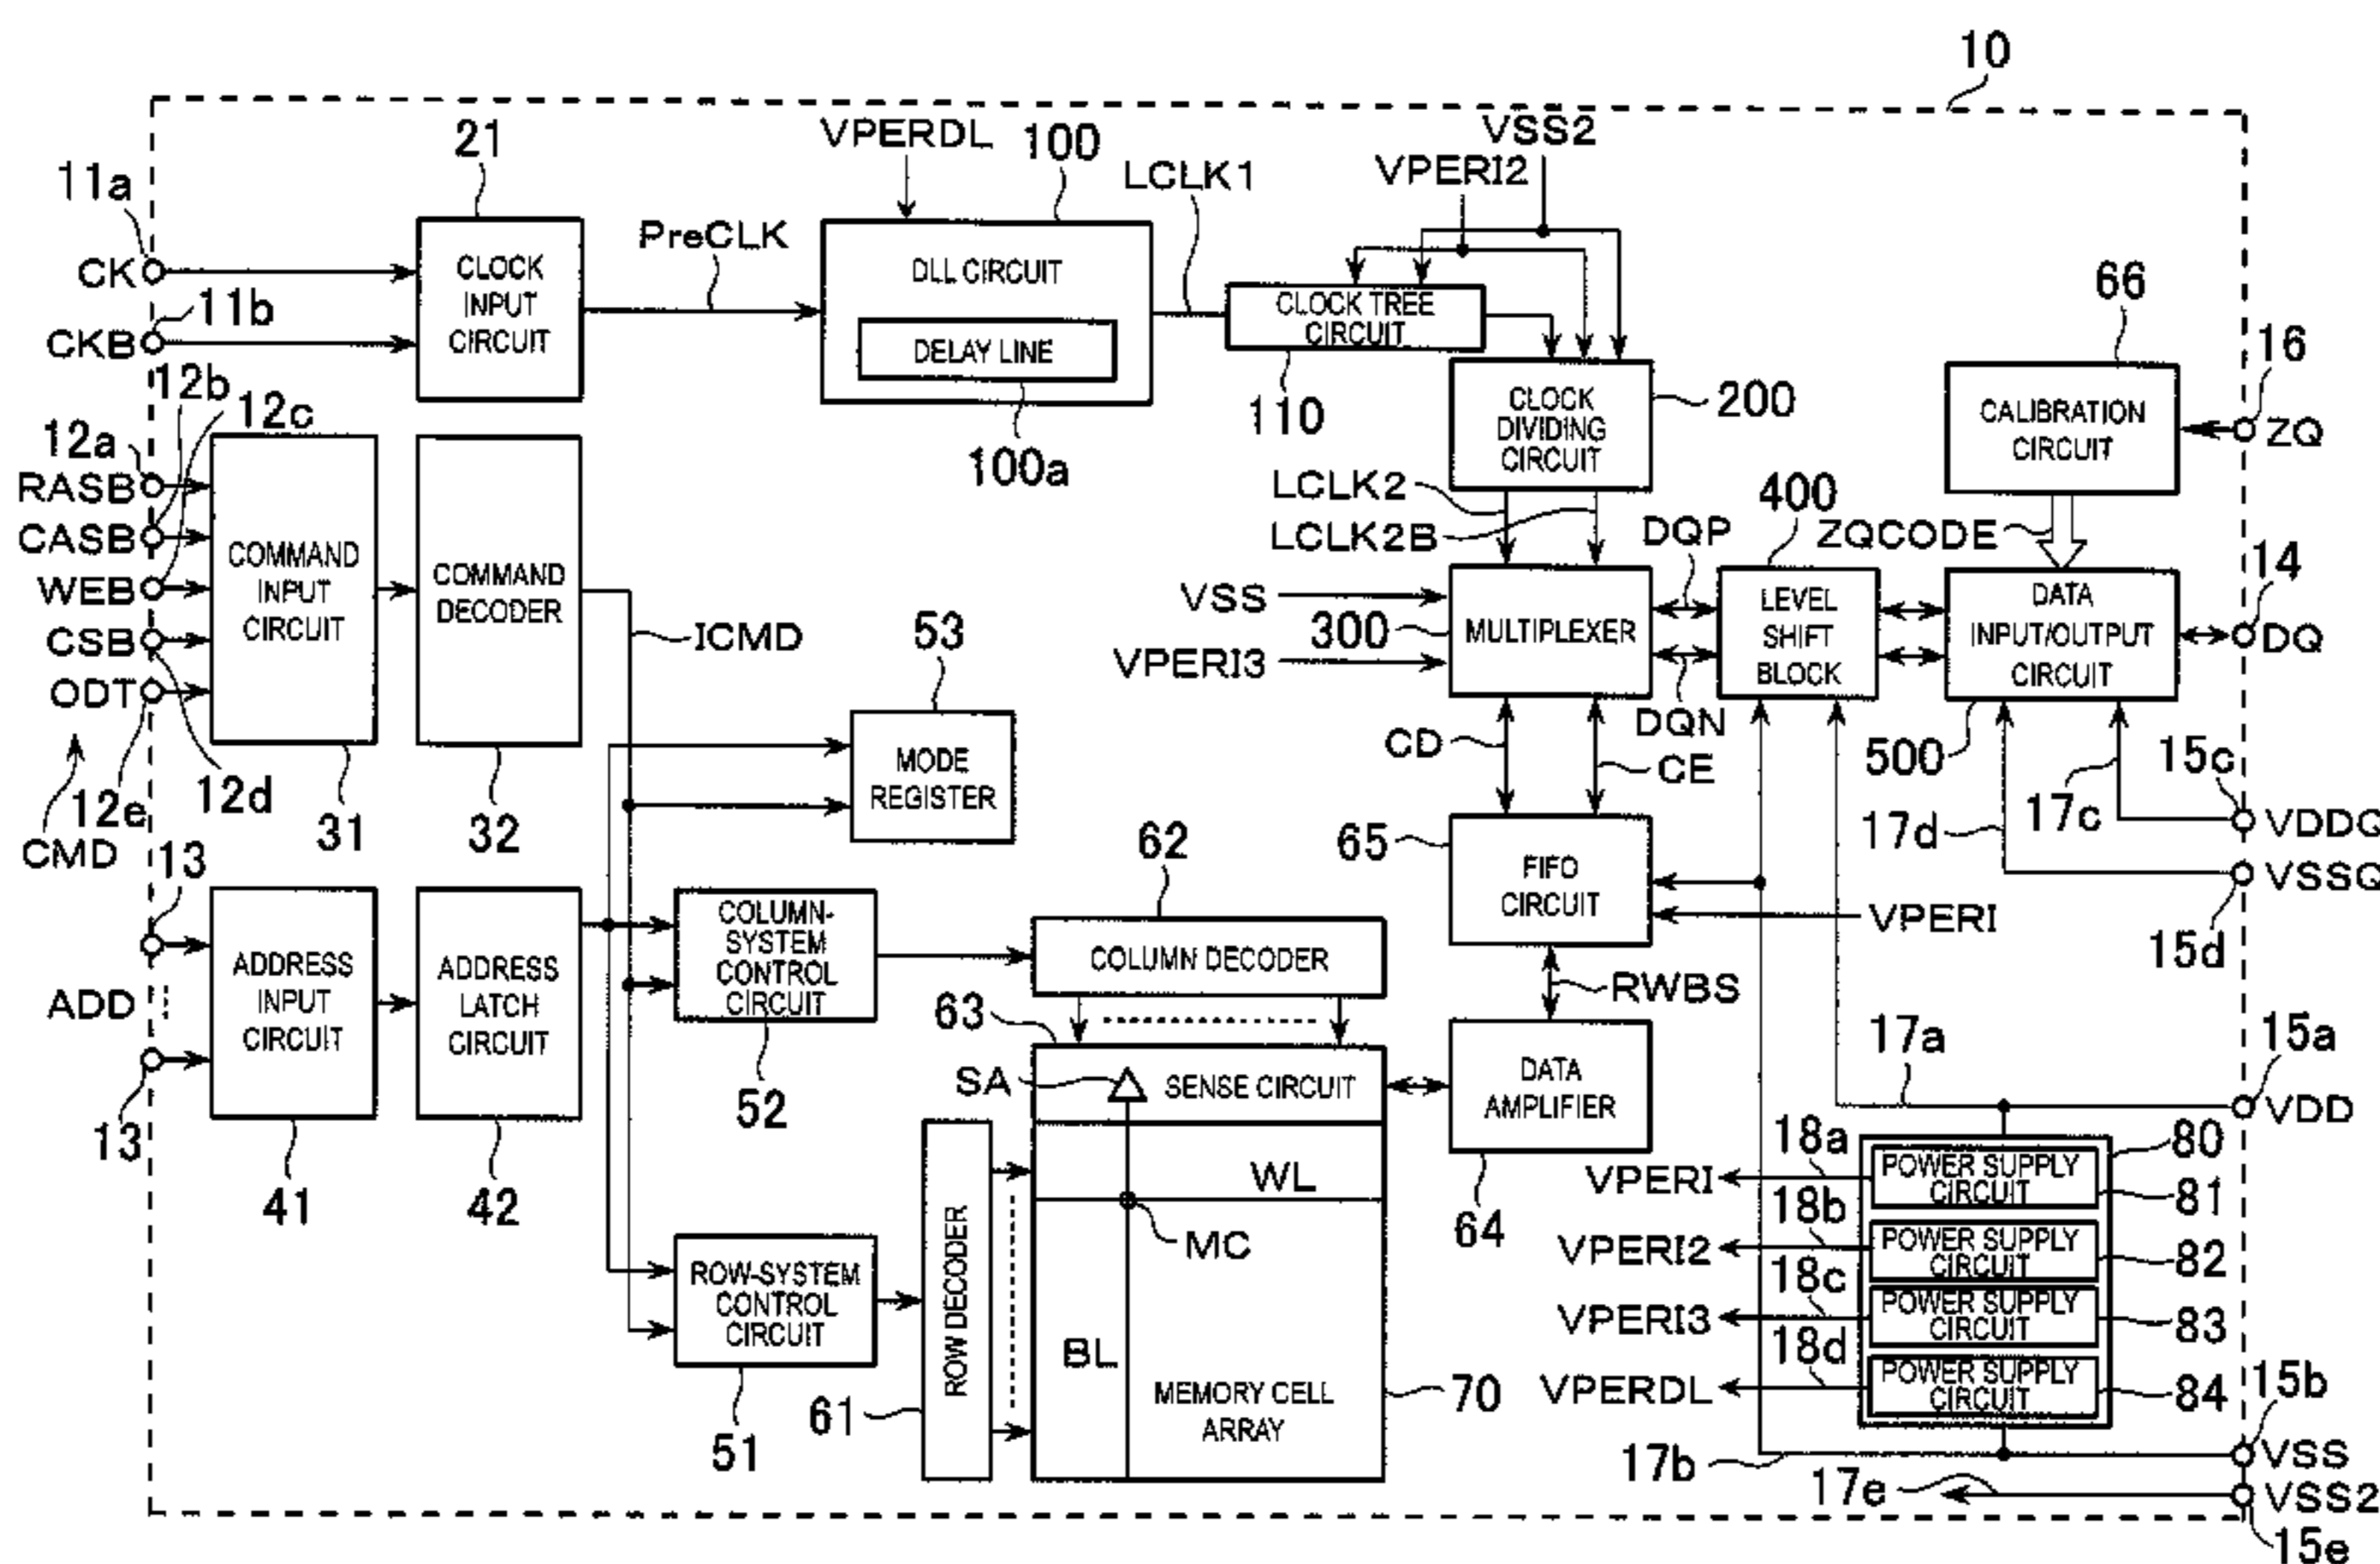 10
VPERDL
100
VSS2
VPERI2
LCLK1
21
11a
PreCLK
CK
CLOCK
INPUT
CIRCUIT
DLL CIRCUIT
DELAY LINE
CLOCK TREE
CIRCUIT
11b
CKB
100a
110
CLOCK
DIVIDING
CIRCUIT
200
66
16
CALIBRATION
CIRCUIT
ZQ
12b
12c
12a
RASB
CASB
WEB
CSB
ODT
COMMAND
INPUT
CIRCUIT
COMMAND
DECODER
ICMD
LCLK2
LCLK2B
DQP
400
ZQCODE
14
VSS
300
VPERI3
MULTIPLEXER
LEVEL
SHIFT
BLOCK
DATA
INPUT/OUTPUT
CIRCUIT
DQ
53
MODE
REGISTER
DQN
CD
CE
500
15c
17c
17d
VDDQ
VSSQ
15d
12d
12e
CMD
31
32
13
ADD
13
ADDRESS
INPUT
CIRCUIT
ADDRESS
LATCH
CIRCUIT
COLUMN-
SYSTEM
CONTROL
CIRCUIT
62
COLUMN DECODER
65
FIFO
CIRCUIT
VPERI
RWBS
63
52
SA
SENSE CIRCUIT
DATA
AMPLIFIER
17a
15a
VDD
41
42
WL
MC
64
18a
80
VPERI
POWER SUPPLY
CIRCUIT
81
18b
VPERI2
POWER SUPPLY
CIRCUIT
82
18c
VPERI3
POWER SUPPLY
CIRCUIT
83
18d
VPERDL
POWER SUPPLY
CIRCUIT
84
ROW-SYSTEM
CONTROL
CIRCUIT
51
ROW DECODER
61
BL
MEMORY CELL
ARRAY
70
15b
17b
VSS
17e
VSS2
15e